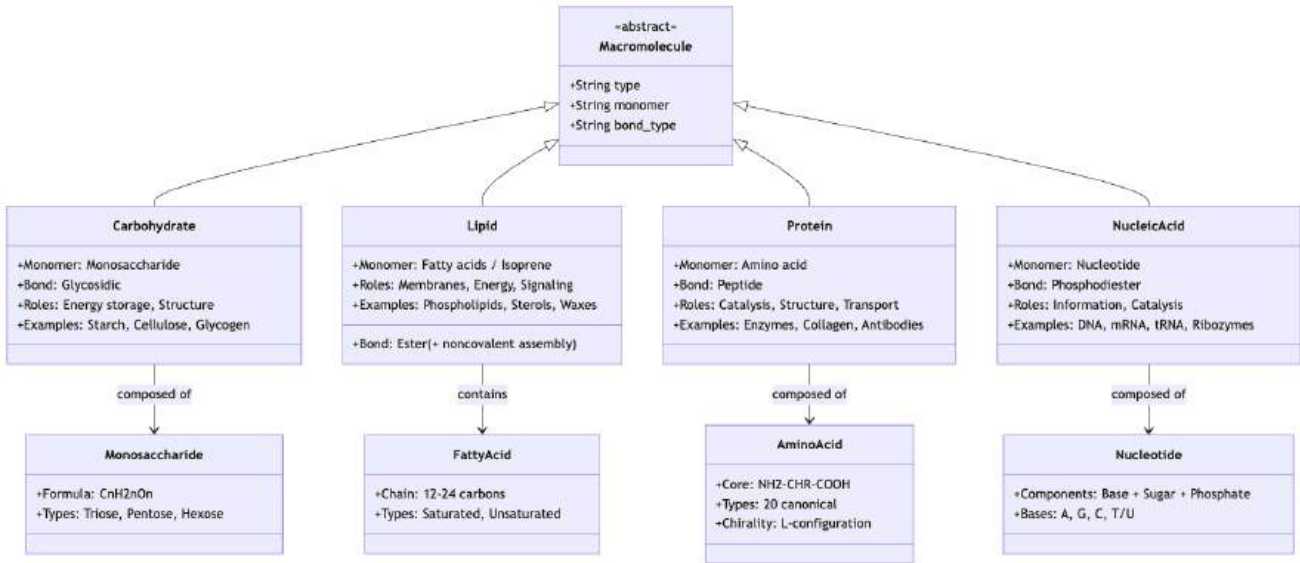 «abstract»
Macromolecule
+String type
+String monomer
+String bond_type
Carbohydrate
+Monomer: Monosaccharide
+Bond: Glycosidic
+Roles: Energy storage, Structure
+Examples: Starch, Cellulose, Glycogen
Lipid
+Monomer: Fatty acids / Isoprene
+Roles: Membranes, Energy, Signaling
+Examples: Phospholipids, Sterols, Waxes
+Bond: Ester(+ noncovalent assembly)
Protein
+Monomer: Amino acid
+Bond: Peptide
+Roles: Catalysis, Structure, Transport
+Examples: Enzymes, Collagen, Antibodies
NucleicAcid
+Monomer: Nucleotide
+Bond: Phosphodiester
+Roles: Information, Catalysis
+Examples: DNA, mRNA, tRNA, Ribozymes
composed of
contains
composed of
composed of
Monosaccharide
+Formula: CnH2nOn
+Types: Triose, Pentose, Hexose
FattyAcid
+Chain: 12-24 carbons
+Types: Saturated, Unsaturated
AminoAcid
+Core: NH2-CHR-COOH
+Types: 20 canonical
+Chirality: L-configuration
Nucleotide
+Components: Base + Sugar + Phosphate
+Bases: A, G, C, T/U